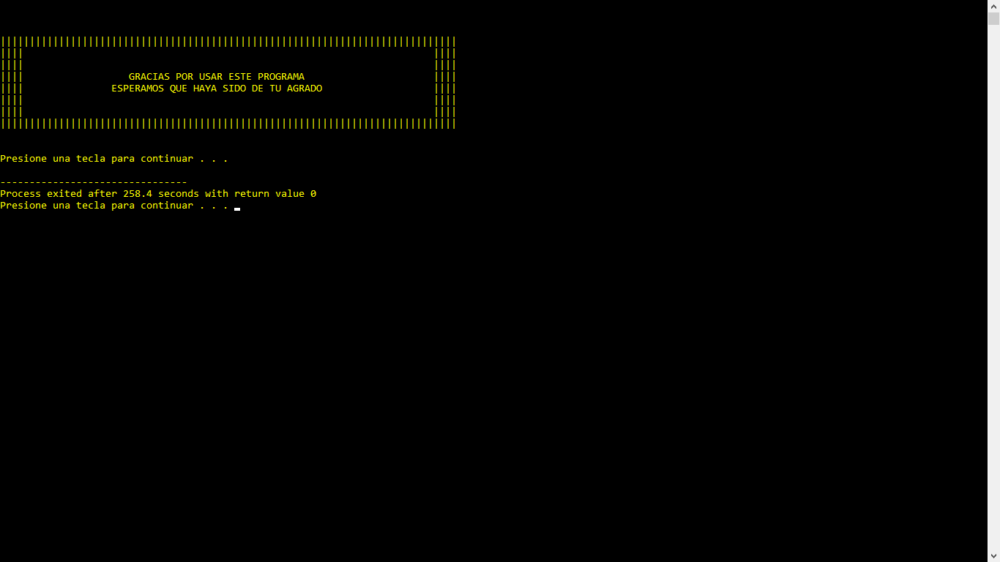 ||||||||||||||||||||||||||||||||||||||||||||||||||||||||||||||||||||||||||||||
|||| ||||
|||| ||||
|||| GRACIAS POR USAR ESTE PROGRAMA ||||
|||| ESPERAMOS QUE HAYA SIDO DE TU AGRADO ||||
|||| ||||
|||| ||||
||||||||||||||||||||||||||||||||||||||||||||||||||||||||||||||||||||||||||||||
Presione una tecla para continuar . . .
--------------------------------
Process exited after 258.4 seconds with return value 0
Presione una tecla para continuar . . .